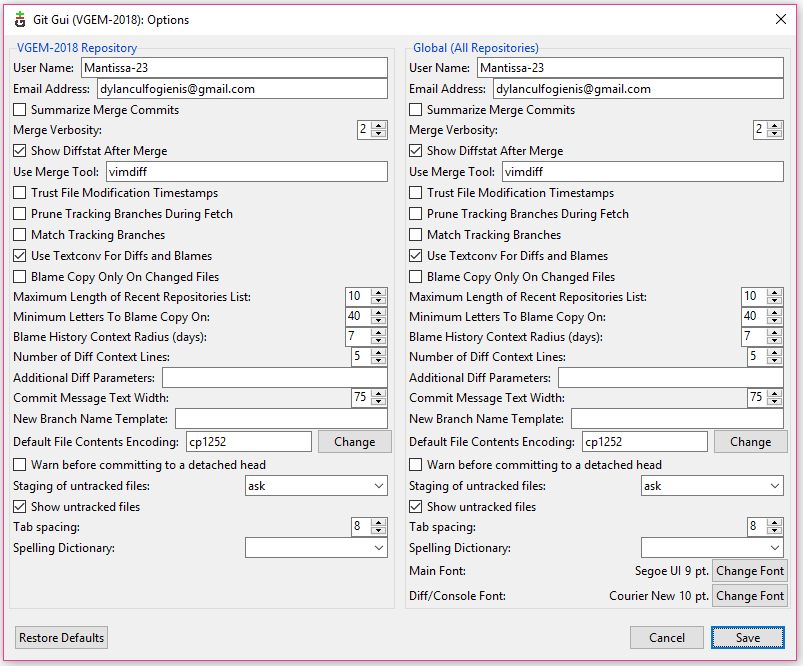 Git Gui (VGEM-2018): Options
VGEM-2018 Repository
User Name: Mantissa-23
Email Address: dylanculfogienis@gmail.com
Summarize Merge Commits
Merge Verbosity: 2
Show Diffstat After Merge
Use Merge Tool: vimdiff
Trust File Modification Timestamps
Prune Tracking Branches During Fetch
Match Tracking Branches
Use Textconv For Diffs and Blames
Blame Copy Only On Changed Files
Maximum Length of Recent Repositories List: 10
Minimum Letters To Blame Copy On: 40
Blame History Context Radius (days): 7
Number of Diff Context Lines: 5
Additional Diff Parameters:
Commit Message Text Width: 75
New Branch Name Template:
Default File Contents Encoding: cp1252 Change
Warn before committing to a detached head
Staging of untracked files: ask
Show untracked files
Tab spacing: 8
Spelling Dictionary:
Global (All Repositories)
User Name: Mantissa-23
Email Address: dylanculfogienis@gmail.com
Summarize Merge Commits
Merge Verbosity: 2
Show Diffstat After Merge
Use Merge Tool: vimdiff
Trust File Modification Timestamps
Prune Tracking Branches During Fetch
Match Tracking Branches
Use Textconv For Diffs and Blames
Blame Copy Only On Changed Files
Maximum Length of Recent Repositories List: 10
Minimum Letters To Blame Copy On: 40
Blame History Context Radius (days): 7
Number of Diff Context Lines: 5
Additional Diff Parameters:
Commit Message Text Width: 75
New Branch Name Template:
Default File Contents Encoding: cp1252 Change
Warn before committing to a detached head
Staging of untracked files: ask
Show untracked files
Tab spacing: 8
Spelling Dictionary:
Main Font: Segoe UI 9 pt. Change Font
Diff/Console Font: Courier New 10 pt. Change Font
Restore Defaults Cancel Save